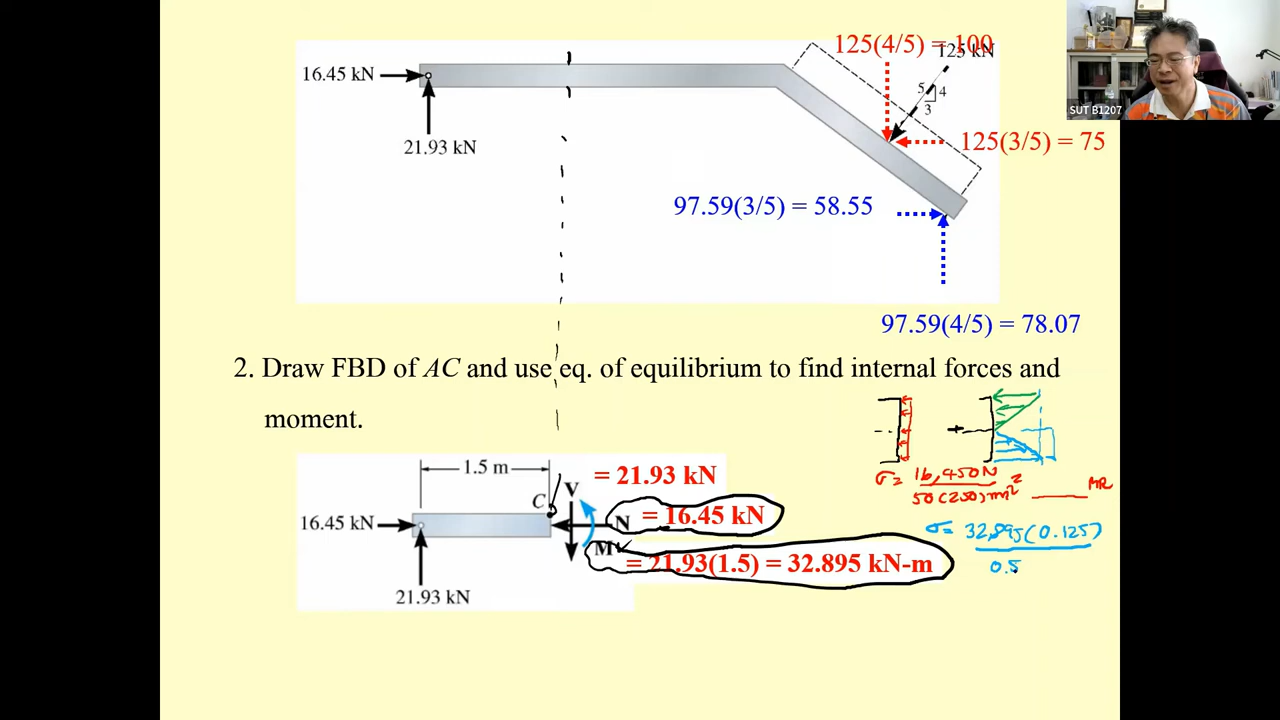 125(4/5) = 100
125 kN
16.45 kN
5
4
3
SUT B1207
125(3/5) = 75
21.93 kN
97.59(3/5) = 58.55
97.59(4/5) = 78.07
2. Draw FBD of AC and use eq. of equilibrium to find internal forces and
moment.
1.5 m
= 21.93 kN
C
V
16.45 kN
N
= 16.45 kN
M
= 21.93(1.5) = 32.895 kN-m
21.93 kN
+
σ = 16,450 N
50(250) mm²
σ = 32.895(0.125)
0.5